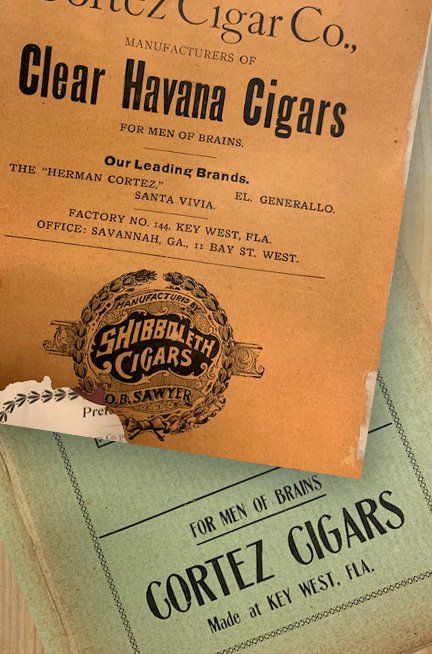 Cortez Cigar Co.,
MANUFACTURERS OF
Clear Havana Cigars
FOR MEN OF BRAINS.
Our Leading Brands.
THE "HERMAN CORTEZ," EL. GENERALLO.
SANTA VIVIA.
FACTORY NO. 144, KEY WEST, FLA.
OFFICE: SAVANNAH, GA., 11 BAY ST. WEST.
MANUFACTURED BY
SHIBBOLETH
CIGARS
O.B. SAWYER
FOR MEN OF BRAINS
CORTEZ CIGARS
Made at KEY WEST, FLA.